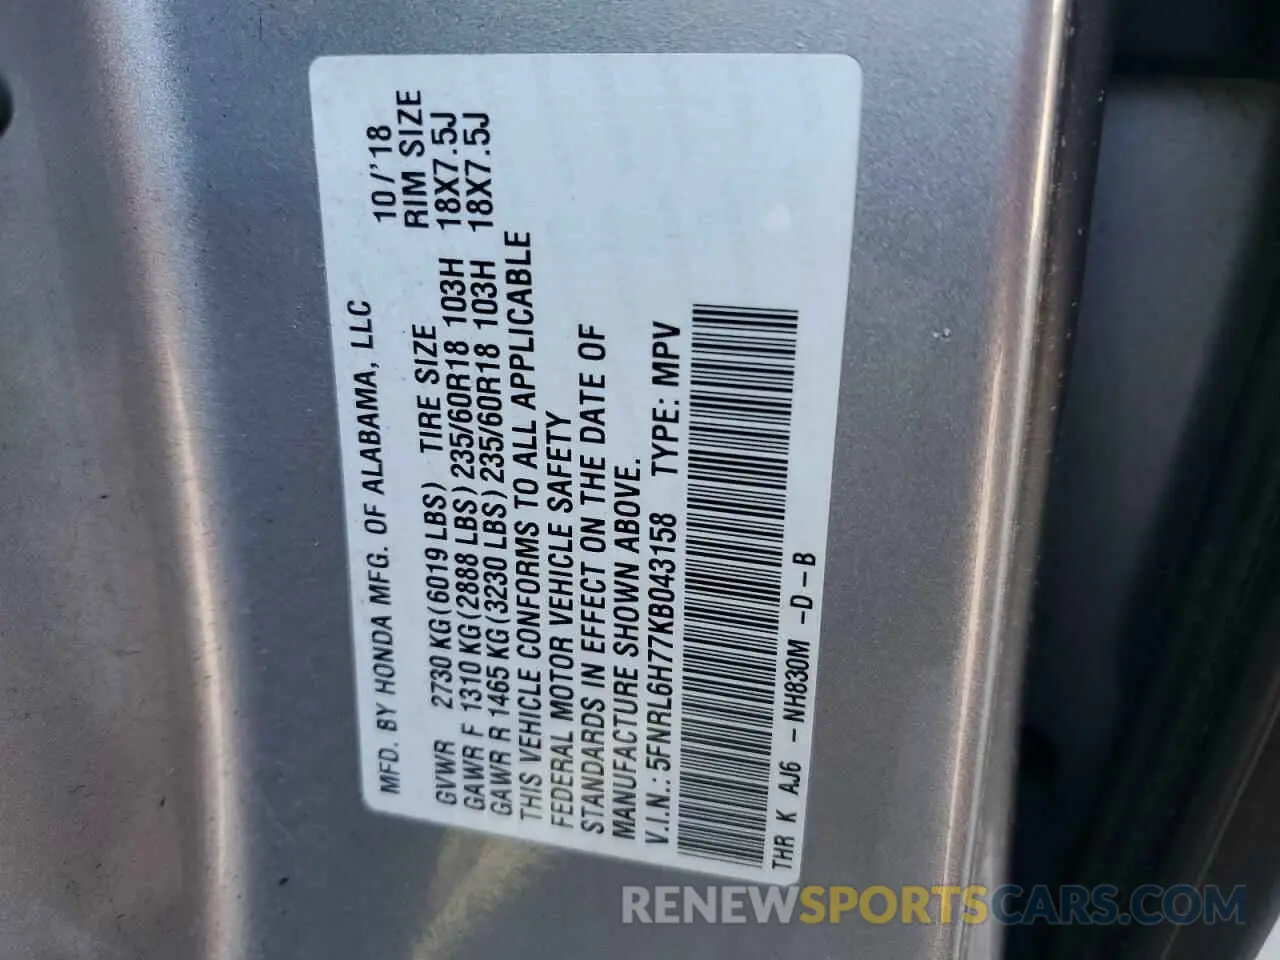 MFD. BY HONDA MFG. OF ALABAMA, LLC 10/'18
TIRE SIZE RIM SIZE
GVWR 2730 KG (6019 LBS)
GAWR F 1310 KG (2888 LBS) 235/60R18 103H 18X7.5J
GAWR R 1465 KG (3230 LBS) 235/60R18 103H 18X7.5J
THIS VEHICLE CONFORMS TO ALL APPLICABLE
FEDERAL MOTOR VEHICLE SAFETY
STANDARDS IN EFFECT ON THE DATE OF
MANUFACTURE SHOWN ABOVE.
V.I.N.: 5FNRL6H77KB043158 TYPE: MPV
THR K AJ6 -NH830M -D-B
RENEWSPORTSCARS.COM